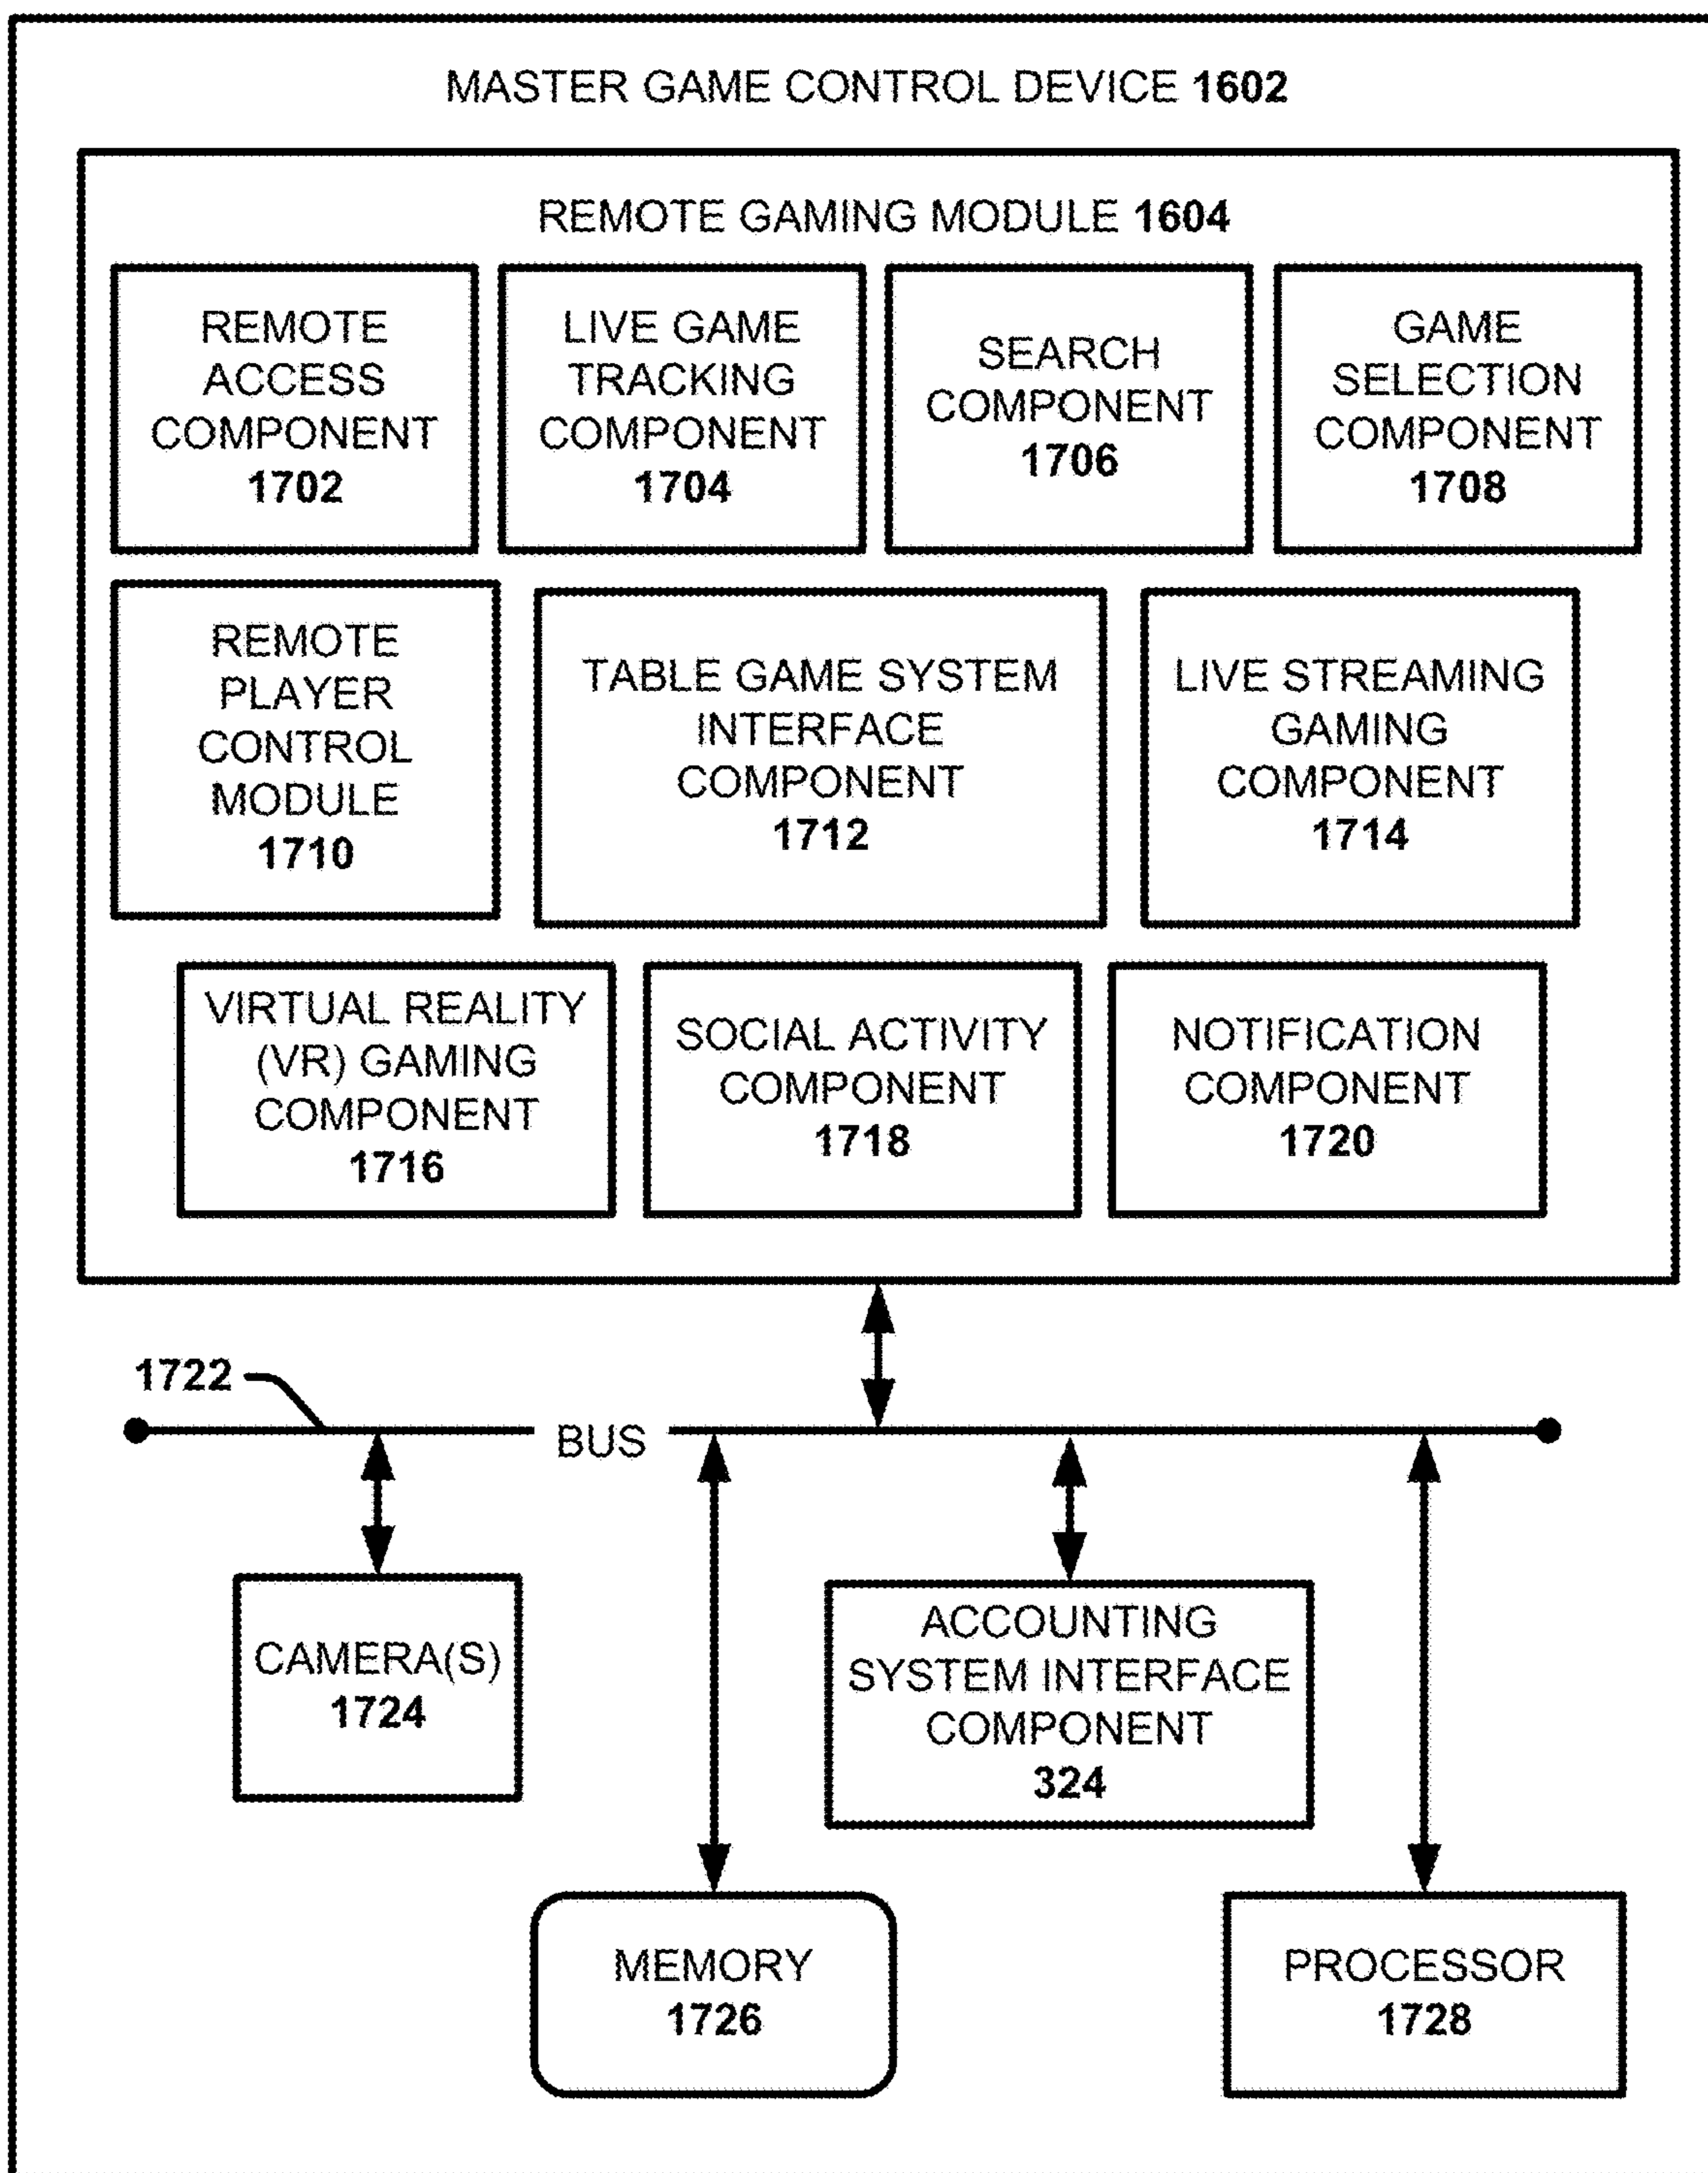 MASTER GAME CONTROL DEVICE 1602
REMOTE GAMING MODULE 1604
REMOTE
ACCESS
COMPONENT
1702
LIVE GAME
TRACKING
COMPONENT
1704
SEARCH
COMPONENT
1706
GAME
SELECTION
COMPONENT
1708
REMOTE
PLAYER
CONTROL
MODULE
1710
TABLE GAME SYSTEM
INTERFACE
COMPONENT
1712
LIVE STREAMING
GAMING
COMPONENT
1714
VIRTUAL REALITY
(VR) GAMING
COMPONENT
1716
SOCIAL ACTIVITY
COMPONENT
1718
NOTIFICATION
COMPONENT
1720
1722
BUS
CAMERA(S)
1724
ACCOUNTING
SYSTEM INTERFACE
COMPONENT
324
MEMORY
1726
PROCESSOR
1728